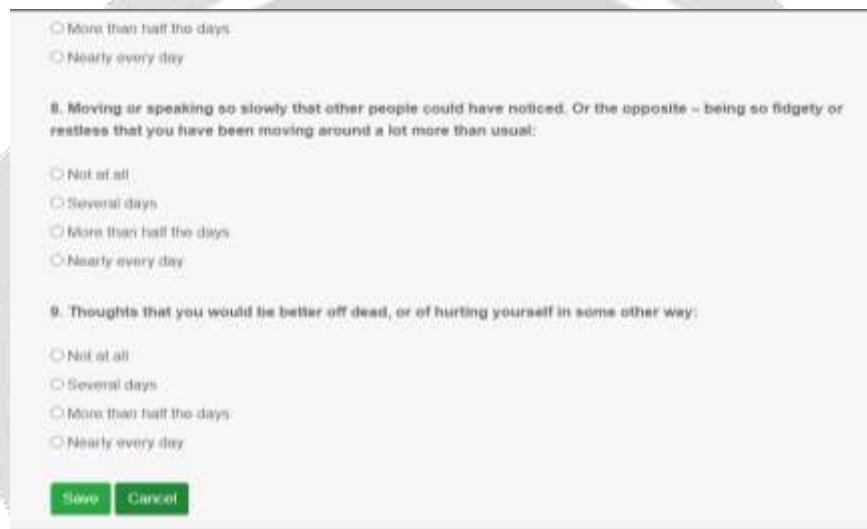 More than half the days
Nearly every day
8. Moving or speaking so slowly that other people could have noticed. Or the opposite – being so fidgety or
restless that you have been moving around a lot more than usual:
Not at all
Several days
More than half the days
Nearly every day
9. Thoughts that you would be better off dead, or of hurting yourself in some other way:
Not at all
Several days
More than half the days
Nearly every day
Save Cancel